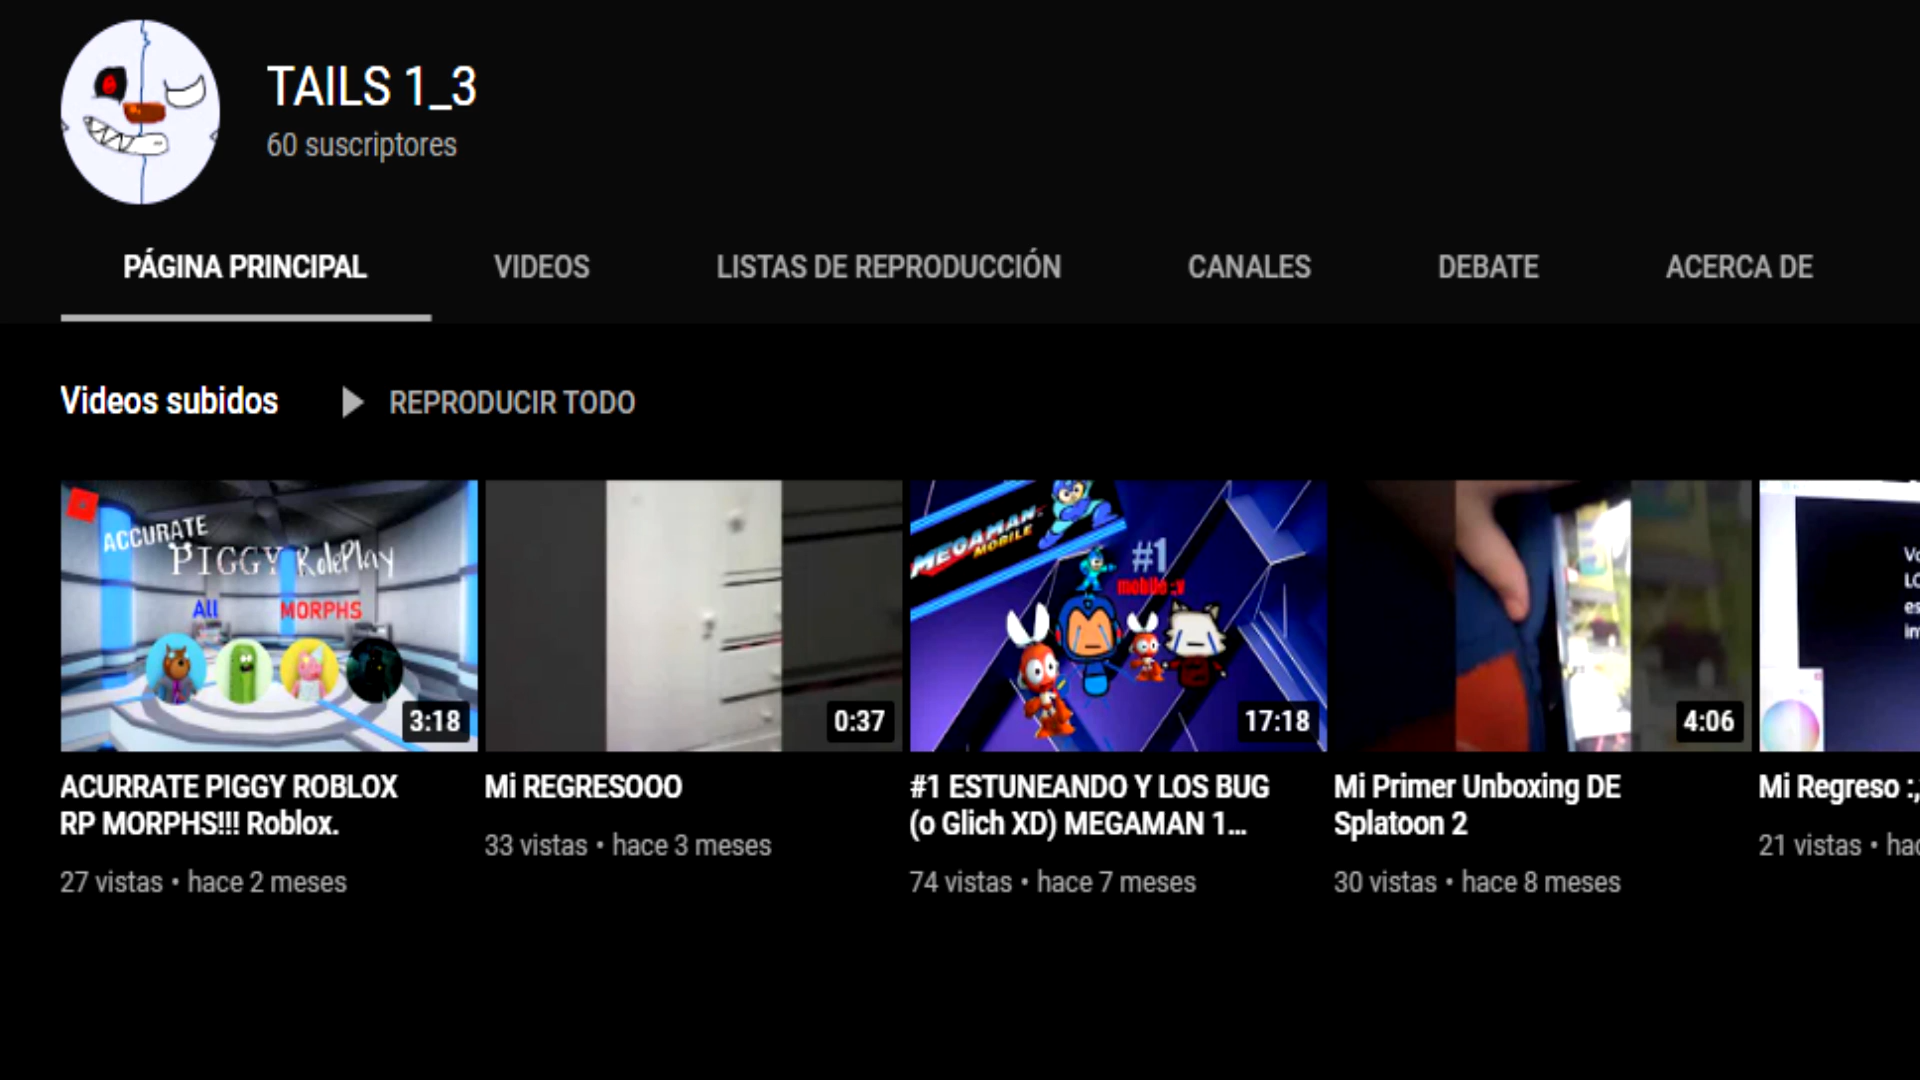 TAILS 1_3
60 suscriptores
PÁGINA PRINCIPAL
VIDEOS
LISTAS DE REPRODUCCIÓN
CANALES
DEBATE
ACERCA DE
Videos subidos
REPRODUCIR TODO
ACCURATE
PIGGY RolePlay
All MORPHS
3:18
0:37
MEGAMAN
MOBILE
#1
mobile :v
17:18
4:06
ACURRATE PIGGY ROBLOX
RP MORPHS!!! Roblox.
27 vistas • hace 2 meses
Mi REGRESOOO
33 vistas • hace 3 meses
#1 ESTUNEANDO Y LOS BUG
(o Glich XD) MEGAMAN 1...
74 vistas • hace 7 meses
Mi Primer Unboxing DE
Splatoon 2
30 vistas • hace 8 meses
Mi Regreso :,
21 vistas •